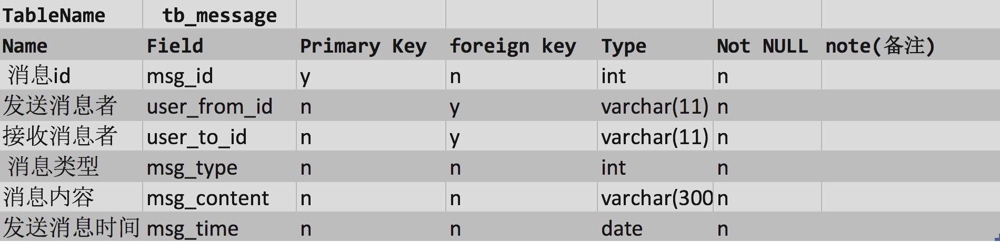 TableName tb_message
Name Field Primary Key foreign key Type Not NULL note(备注)
消息id msg_id y n int n
发送消息者 user_from_id n y varchar(11) n
接收消息者 user_to_id n y varchar(11) n
消息类型 msg_type n n int n
消息内容 msg_content n n varchar(300 n
发送消息时间 msg_time n n date n